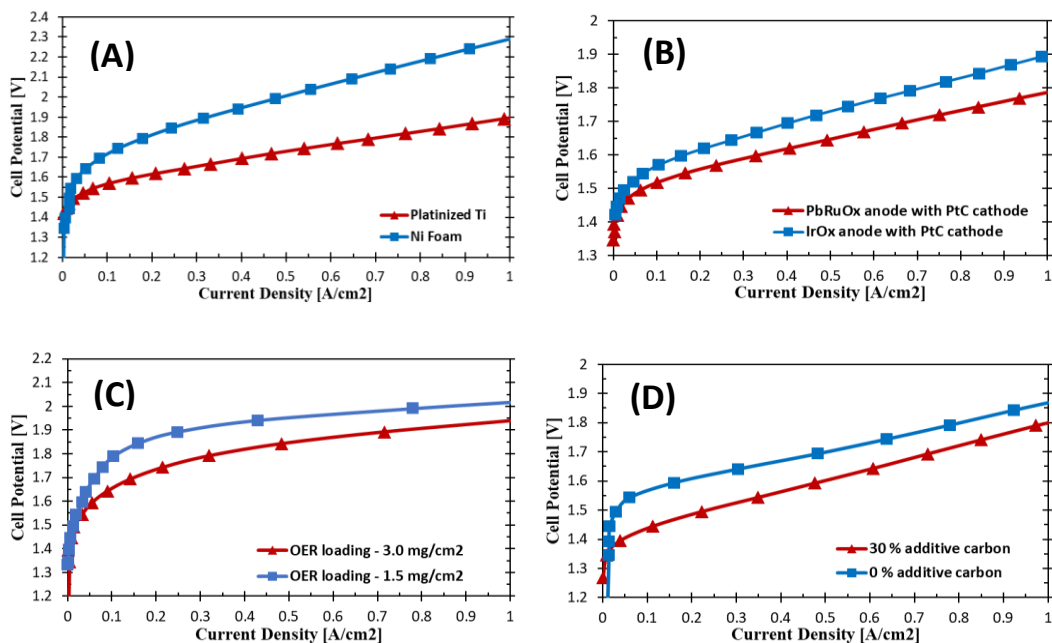 (A)
Cell Potential [V]
2.4
2.3
2.2
2.1
2
1.9
1.8
1.7
1.6
1.5
1.4
1.3
1.2
0 0.1 0.2 0.3 0.4 0.5 0.6 0.7 0.8 0.9 1
Current Density [A/cm2]
Platinized Ti
Ni Foam
(B)
Cell Potential [V]
2
1.9
1.8
1.7
1.6
1.5
1.4
1.3
0 0.1 0.2 0.3 0.4 0.5 0.6 0.7 0.8 0.9 1
Current Density [A/cm2]
PbRuOx anode with PtC cathode
IrOx anode with PtC cathode
(C)
Cell Potential [V]
2.2
2.1
2
1.9
1.8
1.7
1.6
1.5
1.4
1.3
1.2
0 0.1 0.2 0.3 0.4 0.5 0.6 0.7 0.8 0.9 1
Current Density [A/cm2]
OER loading - 3.0 mg/cm2
OER loading - 1.5 mg/cm2
(D)
Cell Potential [V]
2
1.9
1.8
1.7
1.6
1.5
1.4
1.3
1.2
0 0.1 0.2 0.3 0.4 0.5 0.6 0.7 0.8 0.9 1
Current Density [A/cm2]
30 % additive carbon
0 % additive carbon